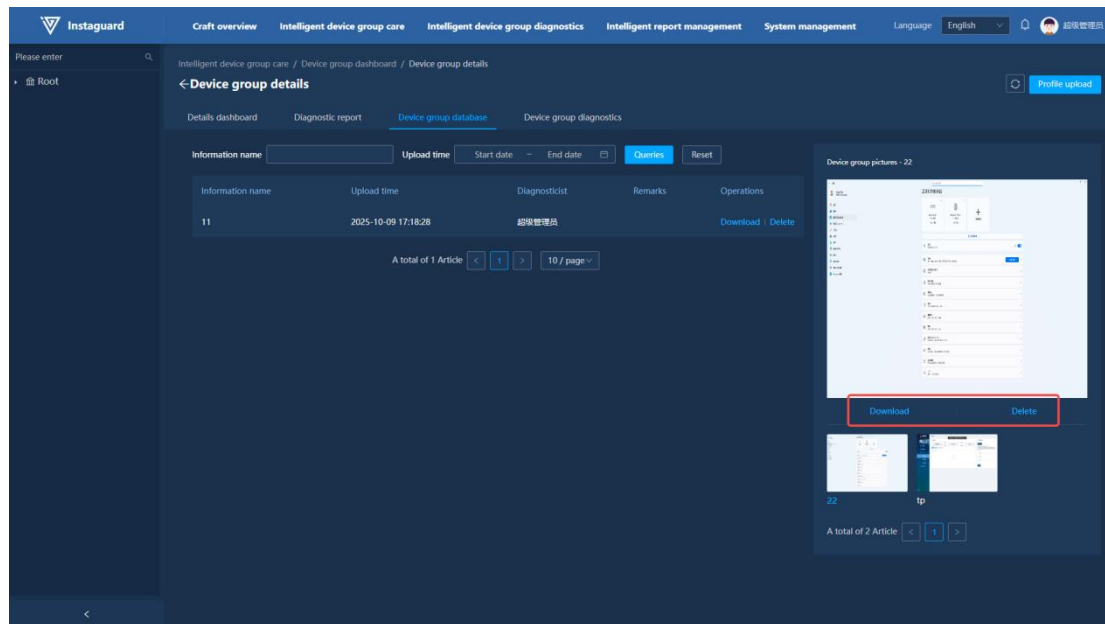 Instaguard
Craft overview Intelligent device group care Intelligent device group diagnostics Intelligent report management System management Language English 超级管理员
Please enter
Root
Intelligent device group care / Device group dashboard / Device group details
←Device group details
Profile upload
Details dashboard Diagnostic report Device group database Device group diagnostics
Information name Upload time Start date ~ End date Queries Reset
Information name Upload time Diagnosticist Remarks Operations
11 2025-10-09 17:18:28 超级管理员 Download | Delete
A total of 1 Article < 1 > 10 / page
Device group pictures - 22
Download Delete
22 tp
A total of 2 Article < 1 >
<